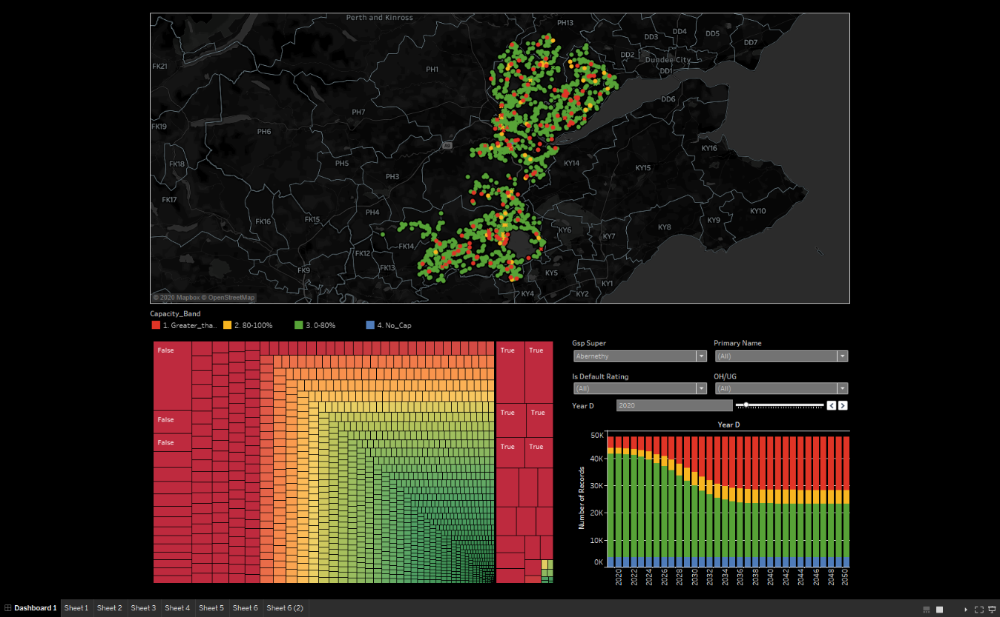 Perth and Kinross
PH13
DD3
DD4
DD5
DD7
FK21
PH1
DD2
Dundee City
DD1
DD6
PH7
FK19
PH6
KY16
FK18
PH5
PH3
KY14
KY15
FK17
PH4
KY10
FK16
FK15
KY9
KY8
KY6
KY7
FK14
FK12
FK13
FK9
KY5
KY1
KY4
KY2
© 2020 Mapbox © OpenStreetMap
Capacity_Band
1. Greater_tha.. 2. 80-100% 3. 0-80% 4. No_Cap
False
False
False
True True
True True
True True
Gsp Super Primary Name
Abernethy (All)
Is Default Rating OH/UG
(All) (All)
Year D 2020
Year D
50K
40K
30K
20K
10K
0K
Number of Records
2020 2022 2024 2026 2028 2030 2032 2034 2036 2038 2040 2042 2044 2046 2048 2050
Dashboard 1 Sheet 1 Sheet 2 Sheet 3 Sheet 4 Sheet 5 Sheet 6 Sheet 6 (2)